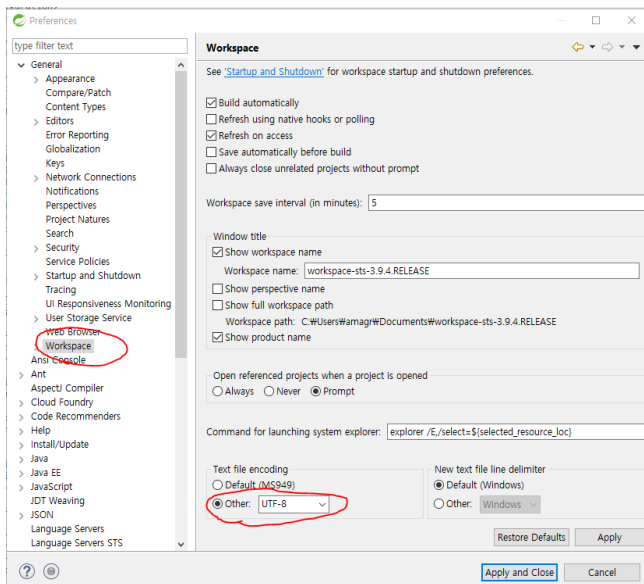 Preferences
type filter text
General
Appearance
Compare/Patch
Content Types
Editors
Error Reporting
Globalization
Keys
Network Connections
Notifications
Perspectives
Project Natures
Search
Security
Service Policies
Startup and Shutdown
Tracing
UI Responsiveness Monitoring
User Storage Service
Web Browser
Workspace
Ansi Console
Ant
AspectJ Compiler
Cloud Foundry
Code Recommenders
Help
Install/Update
Java
Java EE
JavaScript
JDT Weaving
JSON
Language Servers
Language Servers STS
Workspace
See 'Startup and Shutdown' for workspace startup and shutdown preferences.
Build automatically
Refresh using native hooks or polling
Refresh on access
Save automatically before build
Always close unrelated projects without prompt
Workspace save interval (in minutes): 5
Window title
Show workspace name
Workspace name: workspace-sts-3.9.4.RELEASE
Show perspective name
Show full workspace path
Workspace path: C:₩Users₩amagr₩Documents₩workspace-sts-3.9.4.RELEASE
Show product name
Open referenced projects when a project is opened
Always Never Prompt
Command for launching system explorer: explorer /E,/select=${selected_resource_loc}
Text file encoding
Default (MS949)
Other: UTF-8
New text file line delimiter
Default (Windows)
Other: Windows
Restore Defaults Apply
Apply and Close Cancel